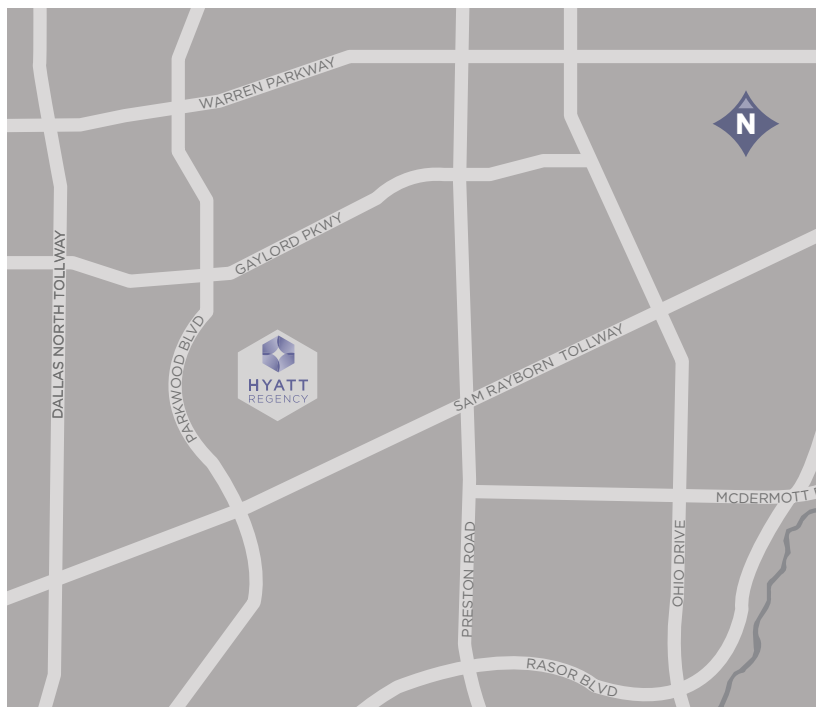 WARREN PARKWAY
N
GAYLORD PKWY
DALLAS NORTH TOLLWAY
PARKWOOD BLVD
HYATT
REGENCY
SAM RAYBORN TOLLWAY
MCDERMOTT
PRESTON ROAD
OHIO DRIVE
RASOR BLVD